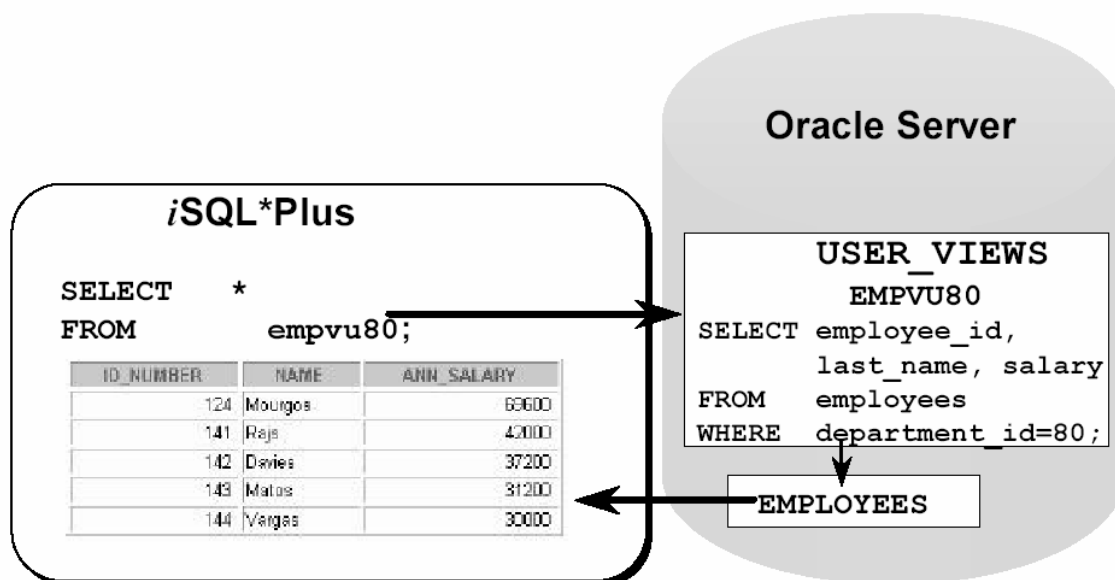 Oracle Server
iSQL*Plus
SELECT *
FROM empvu80;
ID_NUMBER NAME ANN_SALARY
124 Mourgos 69600
141 Rajs 42000
142 Davies 37200
143 Matos 31200
144 Vargas 30000
USER_VIEWS
EMPVU80
SELECT employee_id,
last_name, salary
FROM employees
WHERE department_id=80;
EMPLOYEES